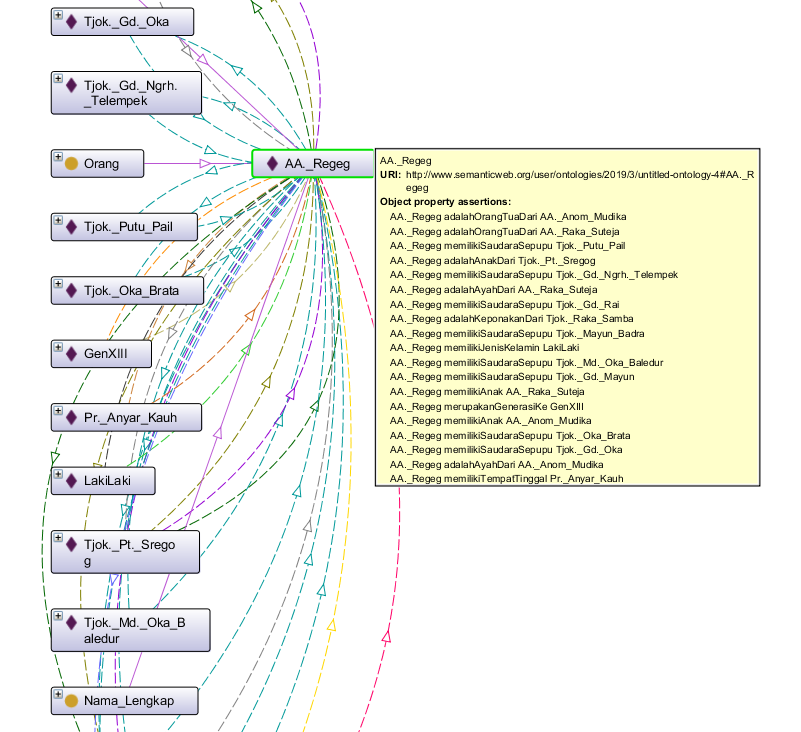 Tjok._Gd._Oka
Tjok._Gd._Ngrh.
_Telempek
Orang
AA._Regeg
Tjok._Putu_Pail
Tjok._Oka_Brata
GenXIII
Pr._Anyar_Kauh
LakiLaki
Tjok._Pt._Srego
g
Tjok._Md._Oka_B
aledur
Nama_Lengkap
AA._Regeg
URI: http://www.semanticweb.org/user/ontologies/2019/3/untitled-ontology-4#AA._R
egeg
Object property assertions:
AA._Regeg adalahOrangTuaDari AA._Anom_Mudika
AA._Regeg adalahOrangTuaDari AA._Raka_Suteja
AA._Regeg memilikiSaudaraSepupu Tjok._Putu_Pail
AA._Regeg adalahAnakDari Tjok._Pt._Sregog
AA._Regeg memilikiSaudaraSepupu Tjok._Gd._Ngrh._Telempek
AA._Regeg adalahAyahDari AA._Raka_Suteja
AA._Regeg memilikiSaudaraSepupu Tjok._Gd._Rai
AA._Regeg adalahKeponakanDari Tjok._Raka_Samba
AA._Regeg memilikiSaudaraSepupu Tjok._Mayun_Badra
AA._Regeg memilikiJenisKelamin LakiLaki
AA._Regeg memilikiSaudaraSepupu Tjok._Md._Oka_Baledur
AA._Regeg memilikiSaudaraSepupu Tjok._Gd._Mayun
AA._Regeg memilikiAnak AA._Raka_Suteja
AA._Regeg merupakanGenerasiKe GenXIII
AA._Regeg memilikiAnak AA._Anom_Mudika
AA._Regeg memilikiSaudaraSepupu Tjok._Oka_Brata
AA._Regeg memilikiSaudaraSepupu Tjok._Gd._Oka
AA._Regeg adalahAyahDari AA._Anom_Mudika
AA._Regeg memilikiTempatTinggal Pr._Anyar_Kauh